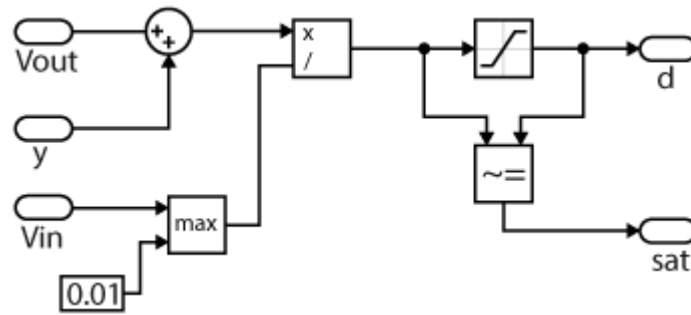 +
+
Vout
x
/
d
y
~=
max
Vin
sat
0.01